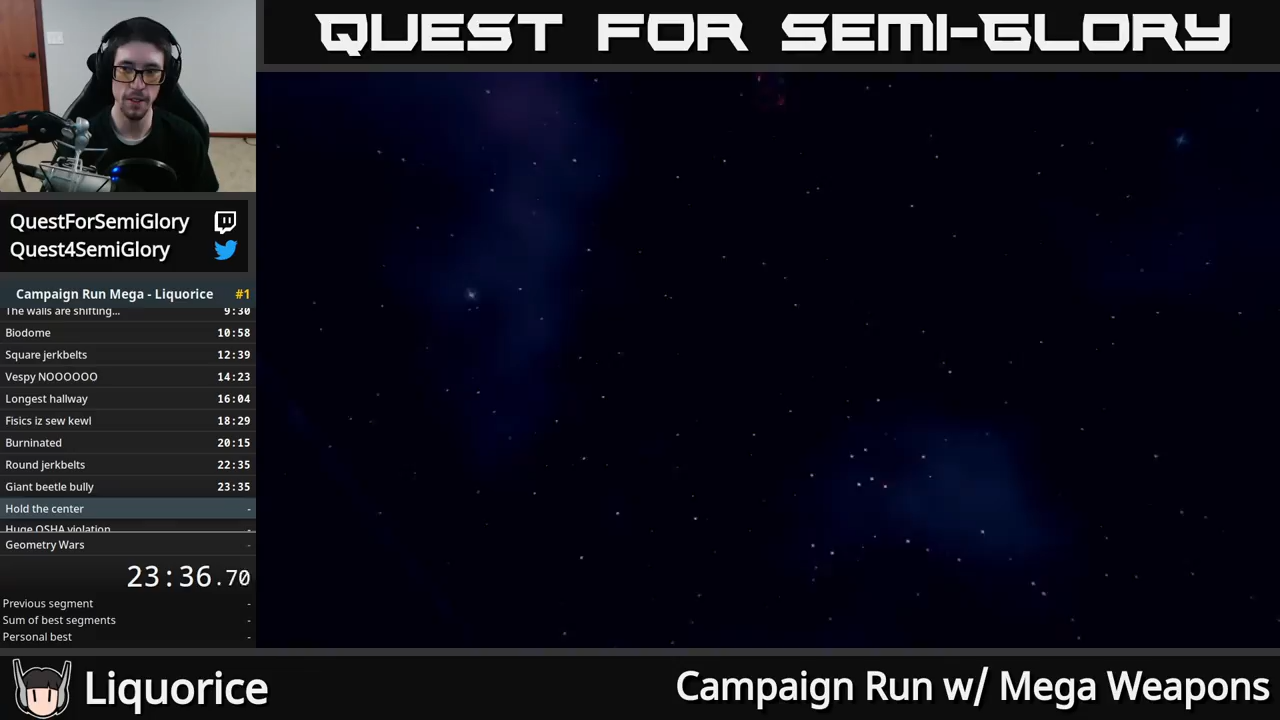 QUEST FOR SEMI-GLORY
QuestForSemiGlory
Quest4SemiGlory
Campaign Run Mega - Liquorice #1
The walls are shifting... 9:30
Biodome 10:58
Square jerkbelts 12:39
Vespy NOOOOOO 14:23
Longest hallway 16:04
Fisics iz sew kewl 18:29
Burninated 20:15
Round jerkbelts 22:35
Giant beetle bully 23:35
Hold the center -
Huge OSHA violation -
Geometry Wars -
23:36.70
Previous segment -
Sum of best segments -
Personal best -
Liquorice
Campaign Run w/ Mega Weapons